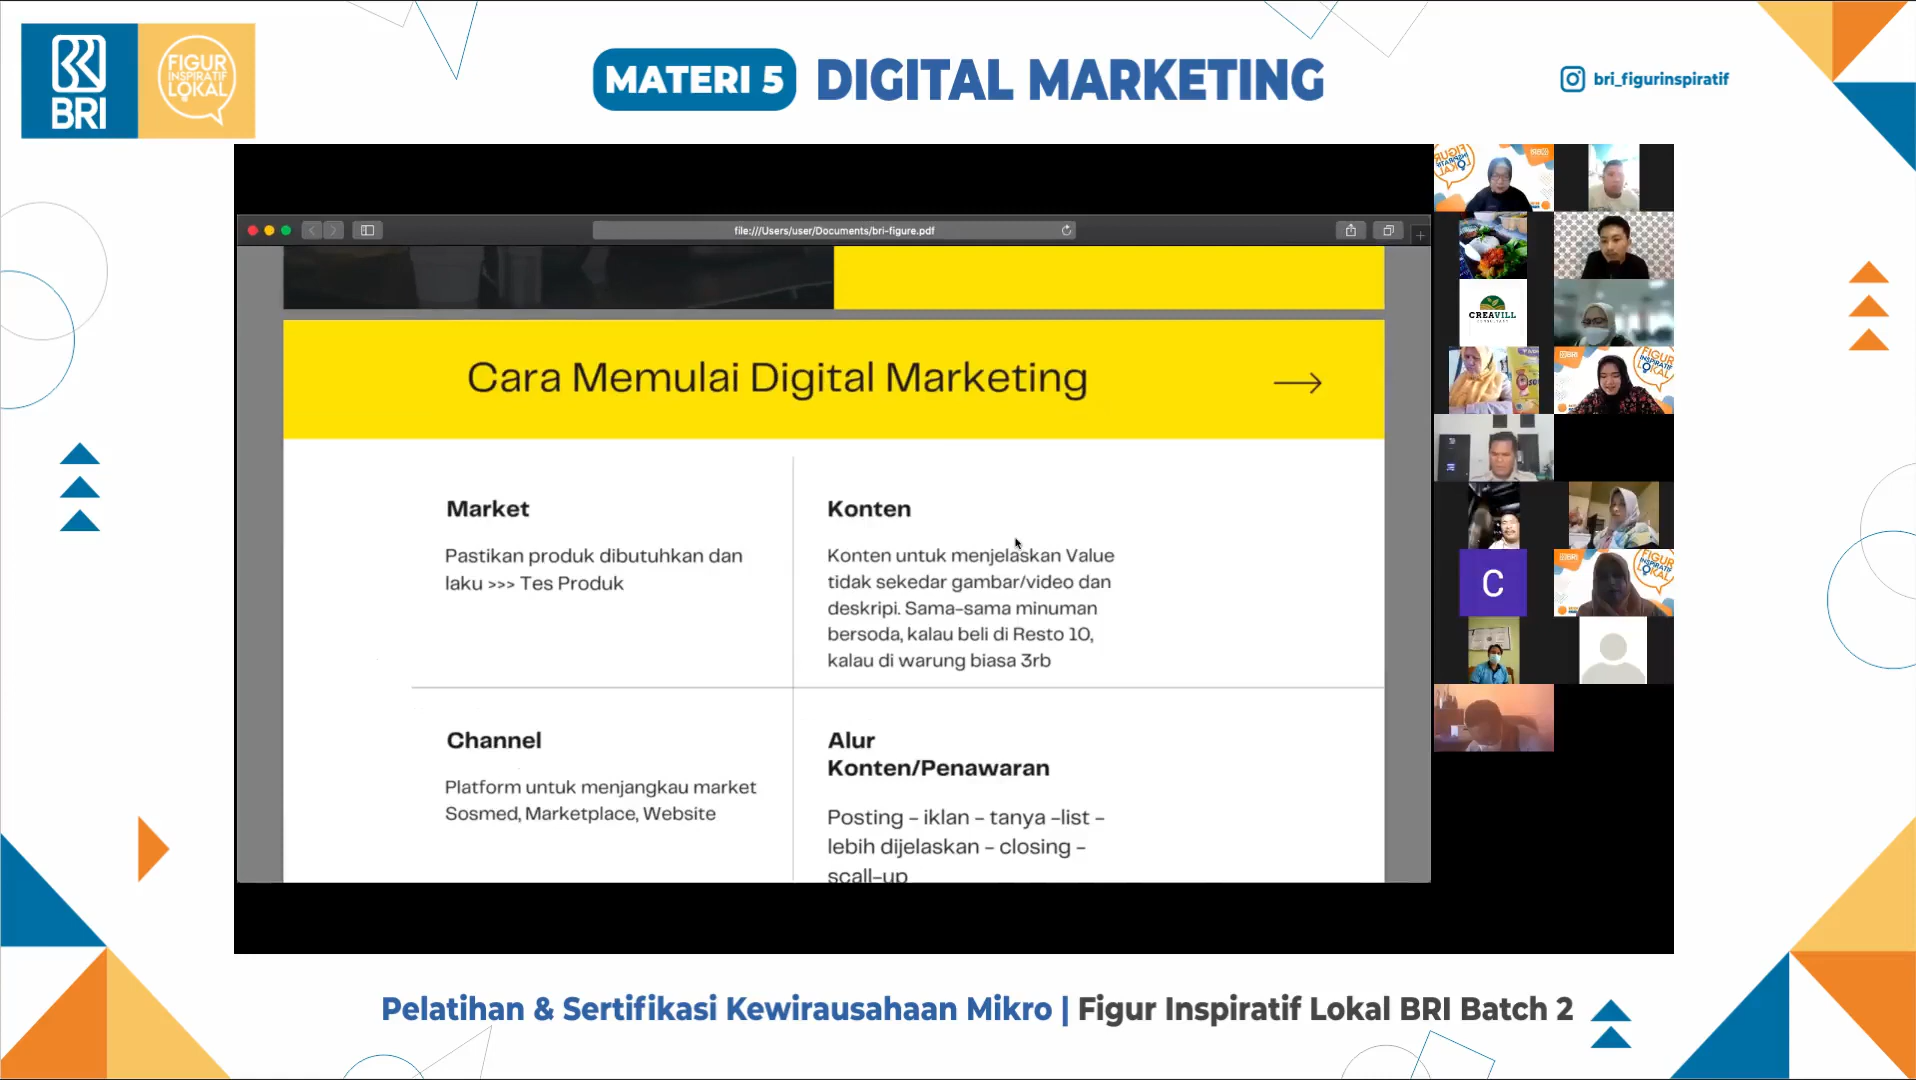 BRI
FIGUR
INSPIRATIF
LOKAL
MATERI 5 DIGITAL MARKETING
bri_figurinspiratif
file:///Users/user/Documents/bri-figure.pdf
Cara Memulai Digital Marketing
Market
Pastikan produk dibutuhkan dan
laku >>> Tes Produk
Konten
Konten untuk menjelaskan Value
tidak sekedar gambar/video dan
deskripi. Sama-sama minuman
bersoda, kalau beli di Resto 10,
kalau di warung biasa 3rb
Channel
Platform untuk menjangkau market
Sosmed, Marketplace, Website
Alur
Konten/Penawaran
Posting - iklan - tanya -list -
lebih dijelaskan - closing -
scall-up
CREAVILL
C
Pelatihan & Sertifikasi Kewirausahaan Mikro | Figur Inspiratif Lokal BRI Batch 2